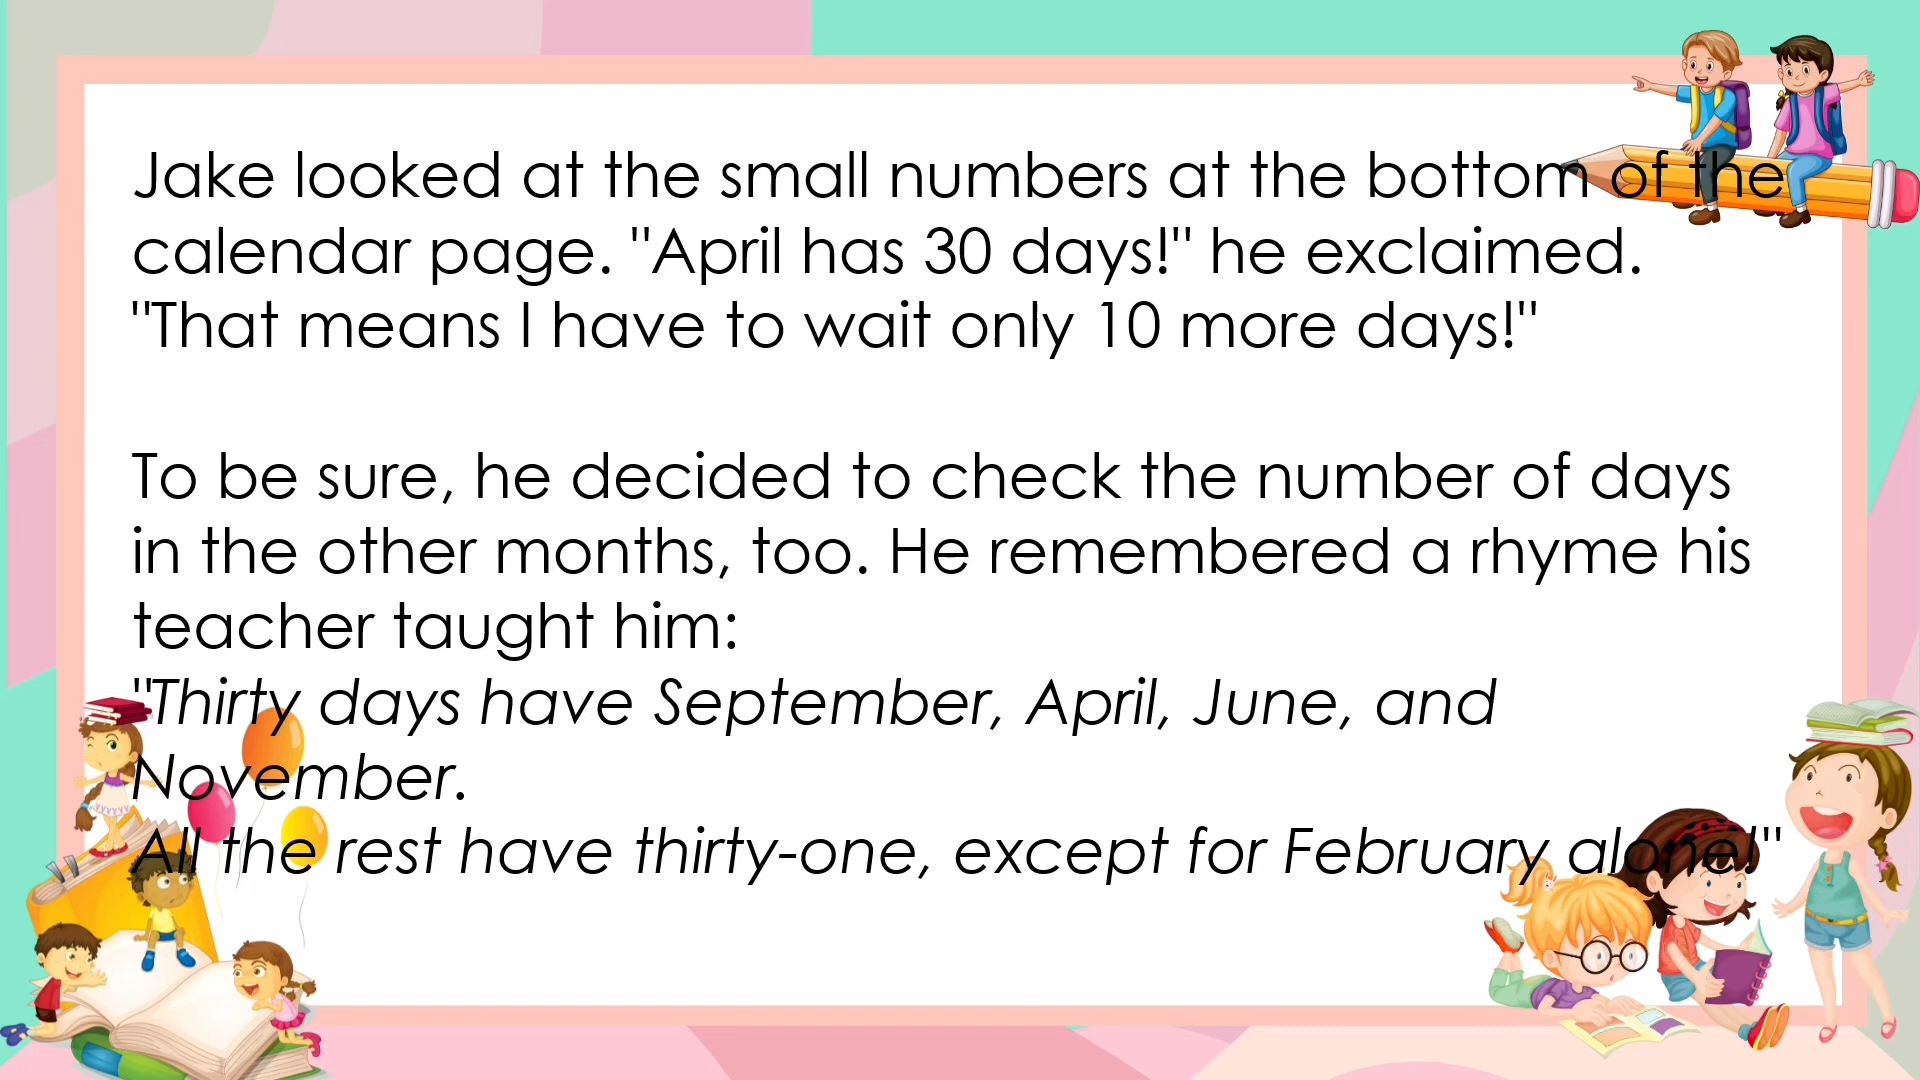 Jake looked at the small numbers at the bottom of the
calendar page. "April has 30 days!" he exclaimed.
"That means I have to wait only 10 more days!"
To be sure, he decided to check the number of days
in the other months, too. He remembered a rhyme his
teacher taught him:
"Thirty days have September, April, June, and
November.
All the rest have thirty-one, except for February alone!"